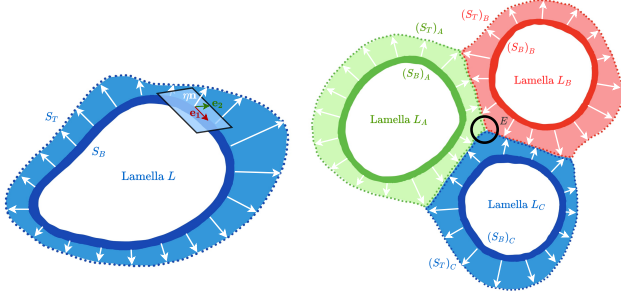 S_T
ηn
e_2
e_1
S_B
Lamella L
(S_T)_A
(S_B)_A
Lamella L_A
(S_T)_B
(S_B)_B
Lamella L_B
E
Lamella L_C
(S_B)_C
(S_T)_C